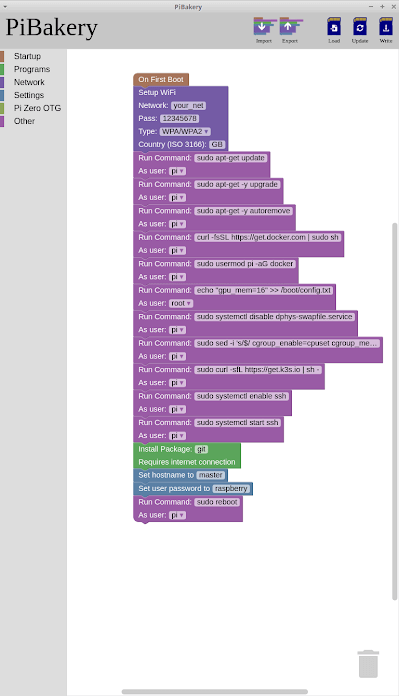 PiBakery
PiBakery
Import
Export
Load
Update
Write
Startup
Programs
Network
Settings
Pi Zero OTG
Other
On First Boot
Setup WiFi
Network: your_net
Pass: 12345678
Type: WPA/WPA2
Country (ISO 3166): GB
Run Command: sudo apt-get update
As user: pi
Run Command: sudo apt-get -y upgrade
As user: pi
Run Command: sudo apt-get -y autoremove
As user: pi
Run Command: curl -fsSL https://get.docker.com | sudo sh
As user: pi
Run Command: sudo usermod pi -aG docker
As user: pi
Run Command: echo "gpu_mem=16" >> /boot/config.txt
As user: root
Run Command: sudo systemctl disable dphys-swapfile.service
As user: pi
Run Command: sudo sed -i 's/$/ cgroup_enable=cpuset cgroup_me...
As user: pi
Run Command: sudo curl -sfL https://get.k3s.io | sh -
As user: pi
Run Command: sudo systemctl enable ssh
As user: pi
Run Command: sudo systemctl start ssh
As user: pi
Install Package: git
Requires internet connection
Set hostname to master
Set user password to raspberry
Run Command: sudo reboot
As user: pi